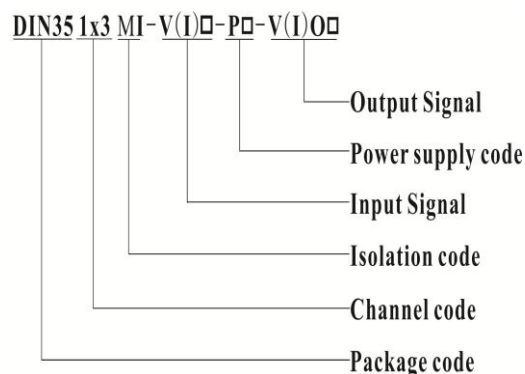 DIN35 1x3 MI-V(I)□-P□-V(I)O□
Output Signal
Power supply code
Input Signal
Isolation code
Channel code
Package code